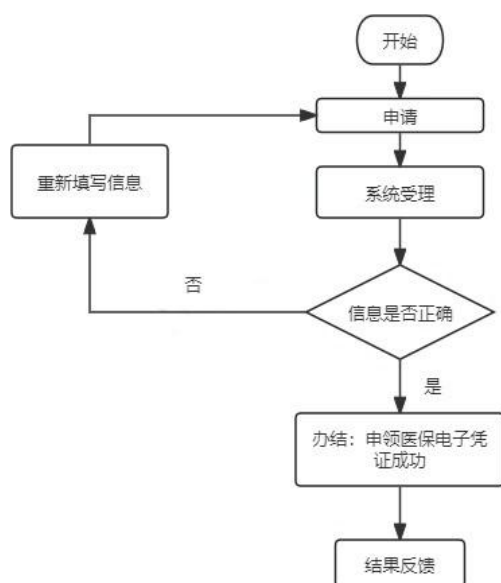 开始
申请
重新填写信息
系统受理
否
信息是否正确
是
办结：申领医保电子凭
证成功
结果反馈